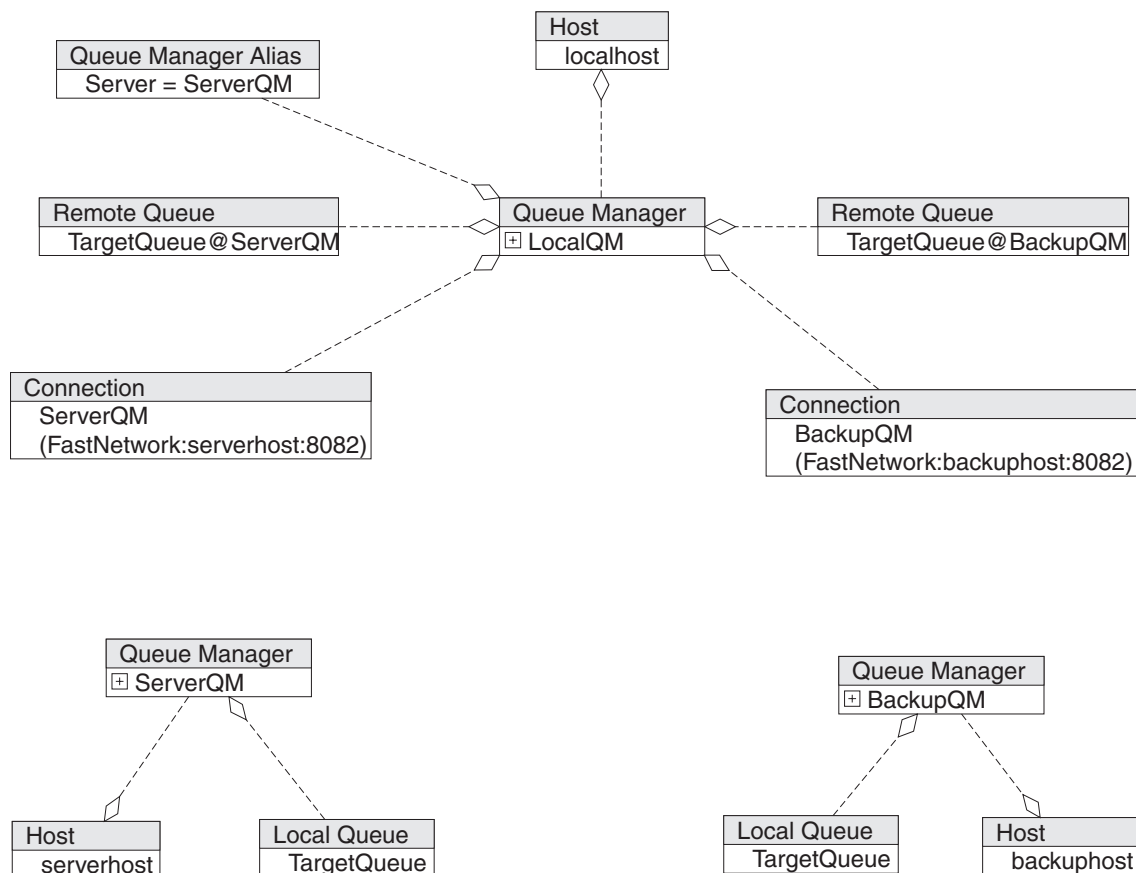 Host
localhost
Queue Manager Alias
Server = ServerQM
Remote Queue
TargetQueue@ServerQM
Queue Manager
LocalQM
Remote Queue
TargetQueue@BackupQM
Connection
ServerQM
(FastNetwork:serverhost:8082)
Connection
BackupQM
(FastNetwork:backuphost:8082)
Queue Manager
ServerQM
Queue Manager
BackupQM
Host
serverhost
Local Queue
TargetQueue
Local Queue
TargetQueue
Host
backuphost